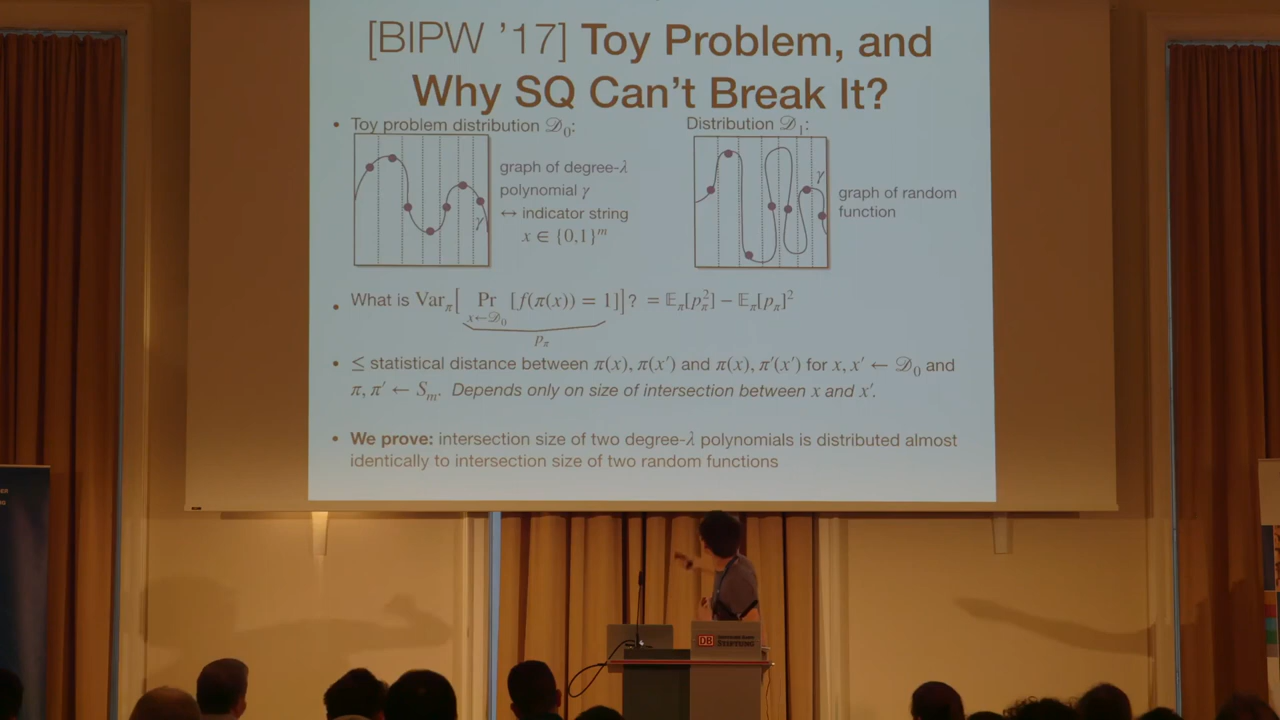 [BIPW ’17] Toy Problem, and
Why SQ Can’t Break It?
• Toy problem distribution 𝒟₀:
graph of degree-λ
polynomial γ
↔ indicator string
x ∈ {0,1}ᵐ
γ
Distribution 𝒟₁:
γ
graph of random
function
• What is Var_π[ Pr_{x←𝒟₀} [f(π(x)) = 1]]? = 𝔼_π[p_π²] − 𝔼_π[p_π]²
p_π
• ≤ statistical distance between π(x), π(x′) and π(x), π′(x′) for x, x′ ← 𝒟₀ and
π, π′ ← Sₘ. Depends only on size of intersection between x and x′.
• We prove: intersection size of two degree-λ polynomials is distributed almost
identically to intersection size of two random functions
DB
STIFTUNG